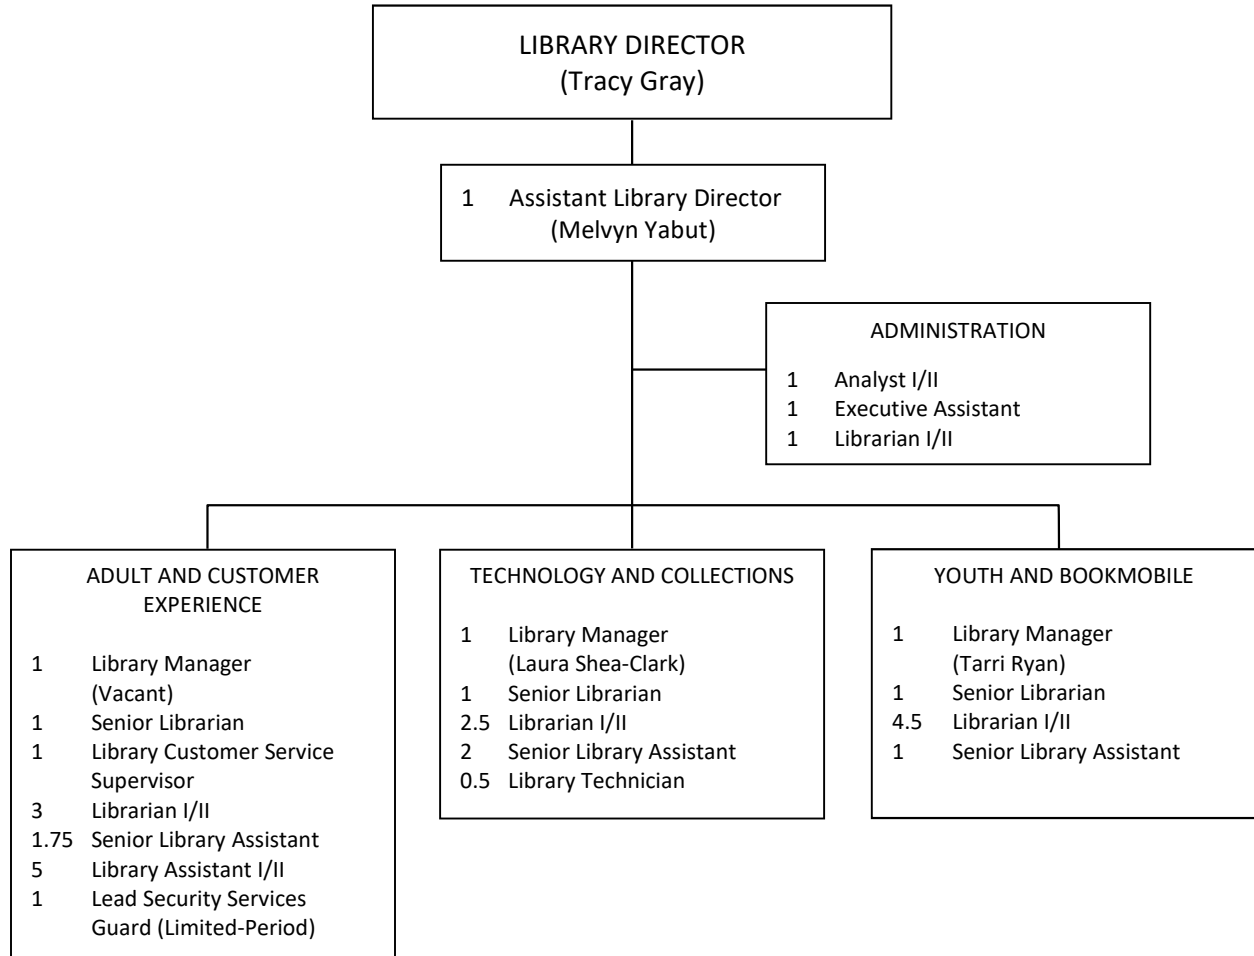 LIBRARY DIRECTOR
(Tracy Gray)
1 Assistant Library Director
(Melvyn Yabut)
ADMINISTRATION
1 Analyst I/II
1 Executive Assistant
1 Librarian I/II
ADULT AND CUSTOMER
EXPERIENCE
1 Library Manager
(Vacant)
1 Senior Librarian
1 Library Customer Service
Supervisor
3 Librarian I/II
1.75 Senior Library Assistant
5 Library Assistant I/II
1 Lead Security Services
Guard (Limited-Period)
TECHNOLOGY AND COLLECTIONS
1 Library Manager
(Laura Shea-Clark)
1 Senior Librarian
2.5 Librarian I/II
2 Senior Library Assistant
0.5 Library Technician
YOUTH AND BOOKMOBILE
1 Library Manager
(Tarri Ryan)
1 Senior Librarian
4.5 Librarian I/II
1 Senior Library Assistant